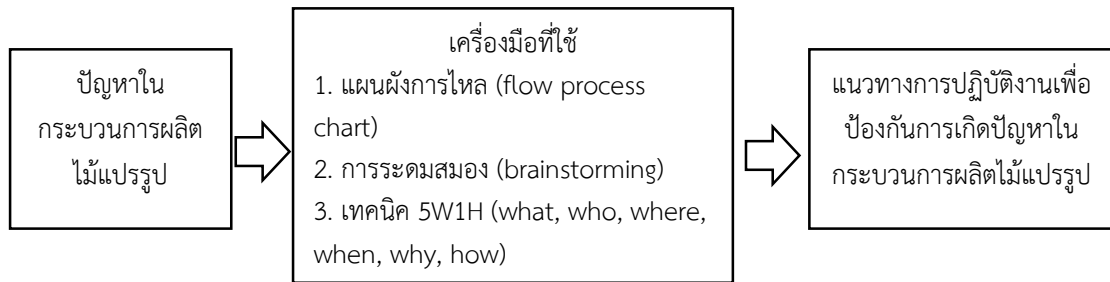 ปัญหาใน
กระบวนการผลิต
ไม้แปรรูป
เครื่องมือที่ใช้
1. แผนผังการไหล (flow process
chart)
2. การระดมสมอง (brainstorming)
3. เทคนิค 5W1H (what, who, where,
when, why, how)
แนวทางการปฏิบัติงานเพื่อ
ป้องกันการเกิดปัญหาใน
กระบวนการผลิตไม้แปรรูป